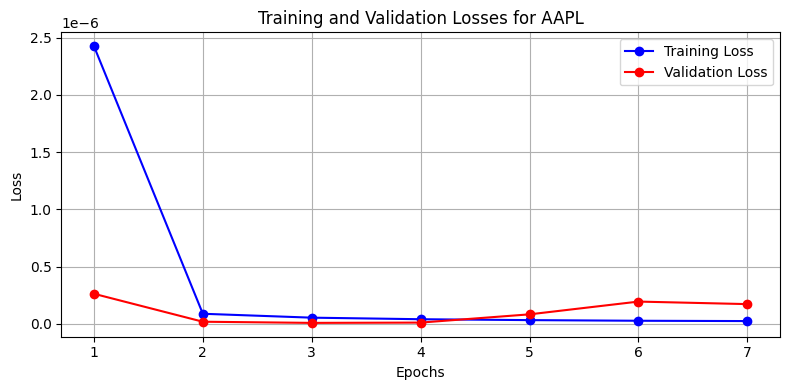 Training and Validation Losses for AAPL
1e−6
2.5
2.0
1.5
1.0
0.5
0.0
Loss
Training Loss
Validation Loss
1 2 3 4 5 6 7
Epochs